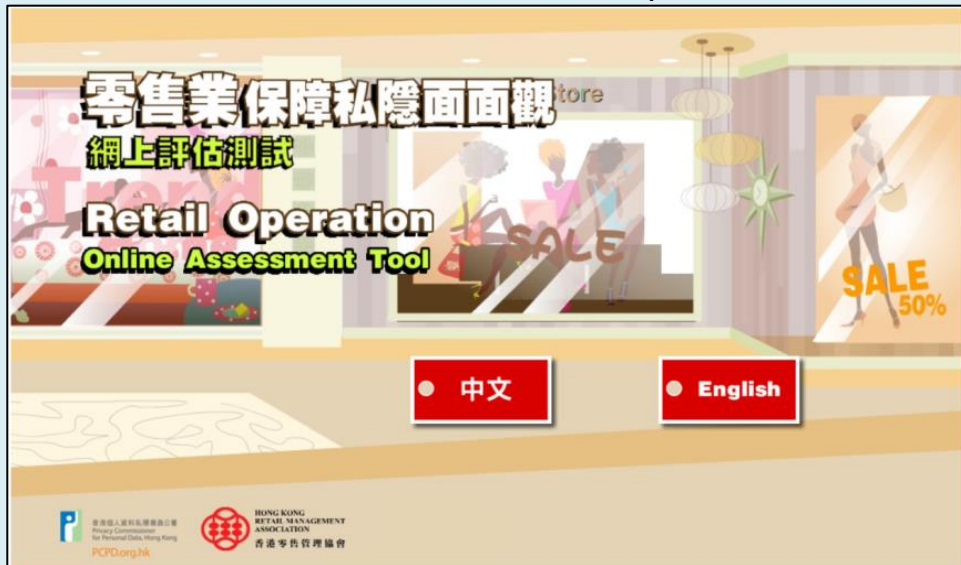 零售業保障私隱面面觀
tore
網上評估測試
Trend
Retail Operation
Online Assessment Tool
SALE
SALE
50%
中文
English
香港個人資料私隱專員公署
Privacy Commissioner
for Personal Data, Hong Kong
PCPD.org.hk
HONG KONG
RETAIL MANAGEMENT
ASSOCIATION
香港零售管理協會